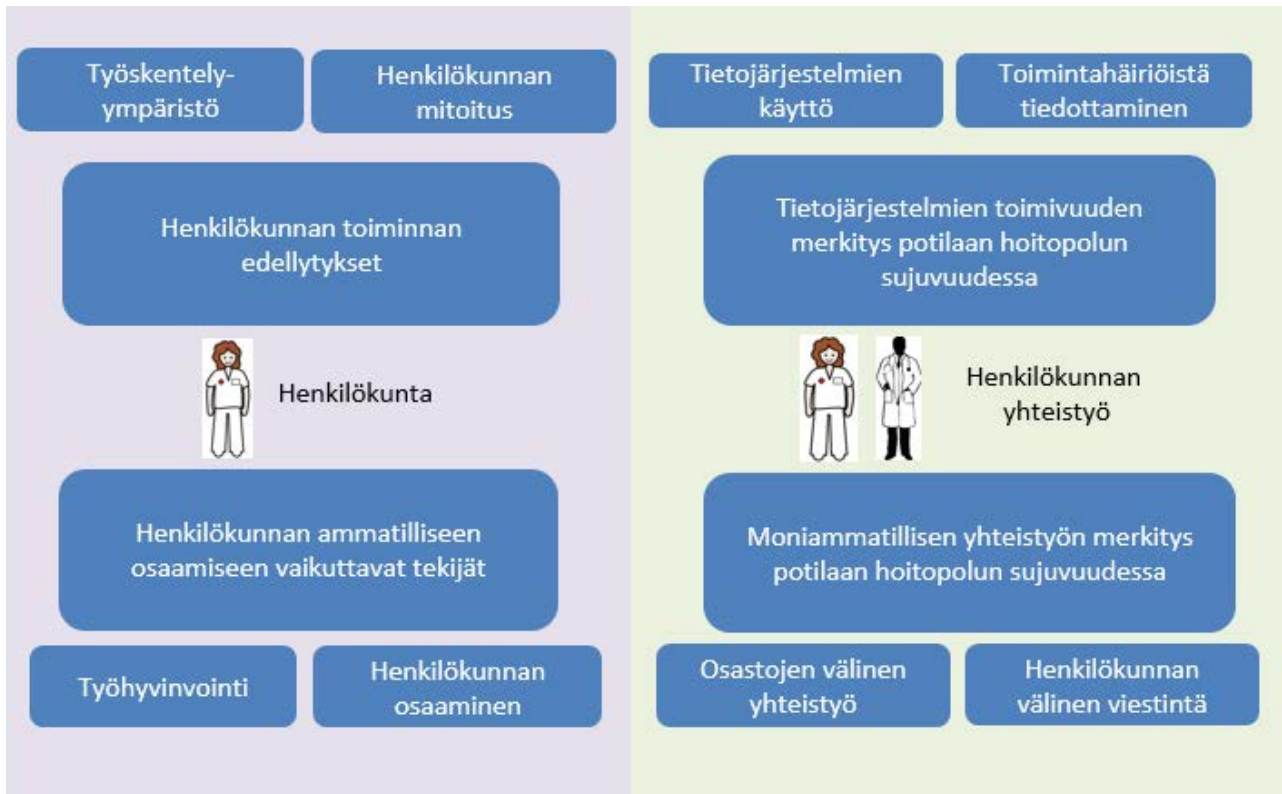 Työskentely-
ympäristö
Henkilökunnan
mitoitus
Henkilökunnan toiminnan
edellytykset
Henkilökunta
Henkilökunnan ammatilliseen
osaamiseen vaikuttavat tekijät
Työhyvinvointi
Henkilökunnan
osaaminen
Tietojärjestelmien
käyttö
Toimintahäiriöistä
tiedottaminen
Tietojärjestelmien toimivuuden
merkitys potilaan hoitopolun
sujuvuudessa
Henkilökunnan
yhteistyö
Moniammatillisen yhteistyön merkitys
potilaan hoitopolun sujuvuudessa
Osastojen välinen
yhteistyö
Henkilökunnan
välinen viestintä